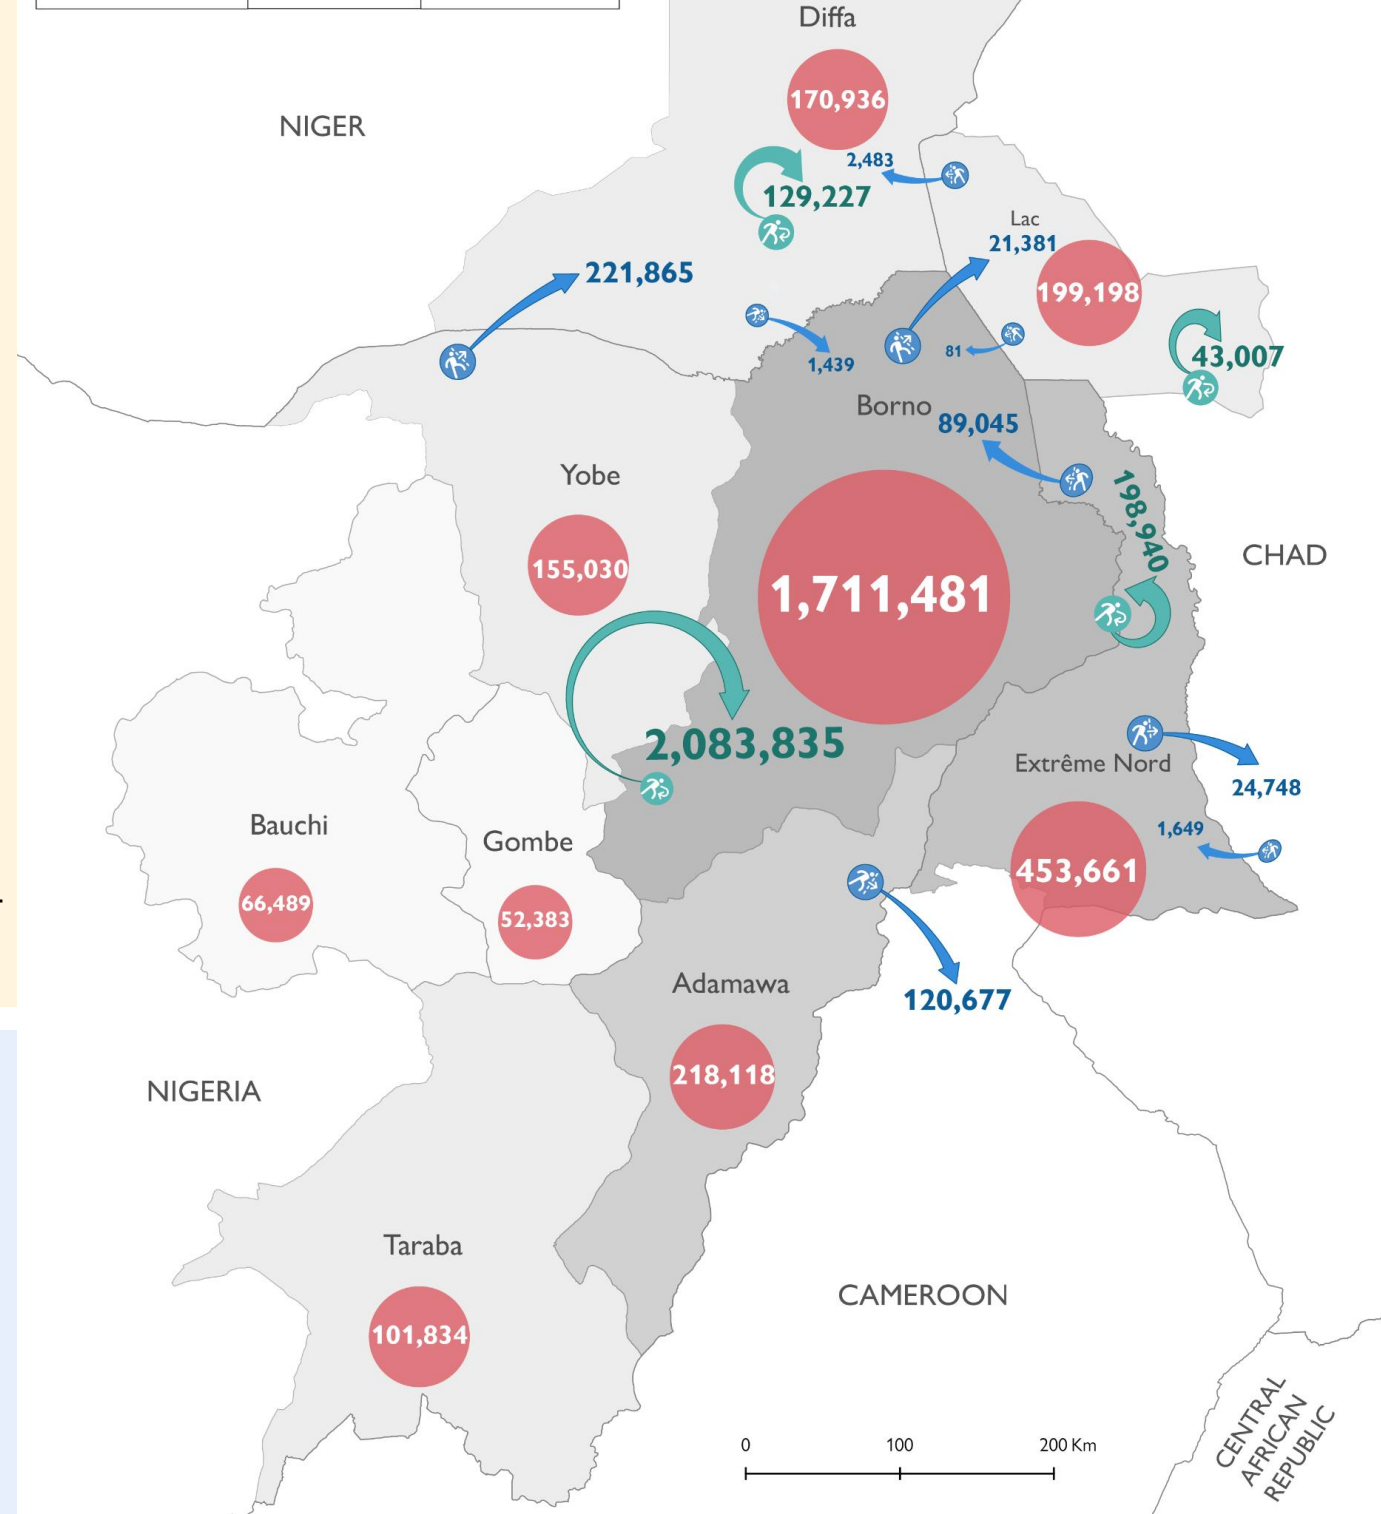 Diffa
170,936
NIGER
2,483
129,227
Lac
21,381
221,865
199,198
43,007
1,439
81
Borno
89,045
Yobe
198,940
CHAD
155,030
1,711,481
2,083,835
Extrême Nord
24,748
Bauchi
Gombe
1,649
453,661
66,489
52,383
Adamawa
120,677
218,118
NIGERIA
Taraba
CAMEROON
101,834
0 100 200 Km
CENTRAL
AFRICAN
REPUBLIC